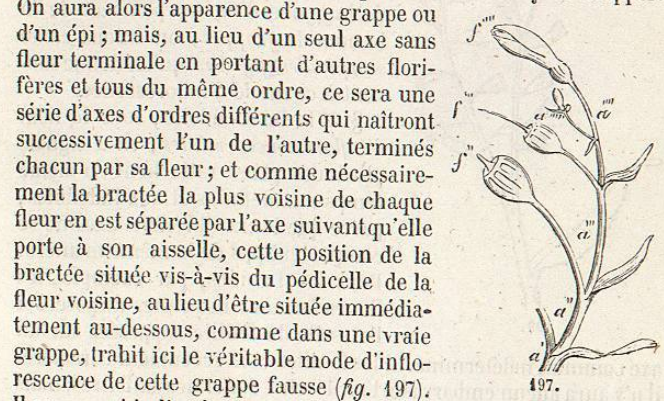 On aura alors l'apparence d'une grappe ou
d'un épi ; mais, au lieu d'un seul axe sans
fleur terminale en portant d'autres flori-
fères et tous du même ordre, ce sera une
série d'axes d'ordres différents qui naîtront
successivement l'un de l'autre, terminés
chacun par sa fleur ; et comme nécessaire-
ment la bractée la plus voisine de chaque
fleur en est séparée par l'axe suivant qu'elle
porte à son aisselle, cette position de la
bractée située vis-à-vis du pédicelle de la
fleur voisine, au lieu d'être située immédia-
tement au-dessous, comme dans une vraie
grappe, trahit ici le véritable mode d'inflo-
rescence de cette grappe fausse (fig. 197).
f''''
f'''
f''
a'''''
a''''
a'''
a''
a'
197.